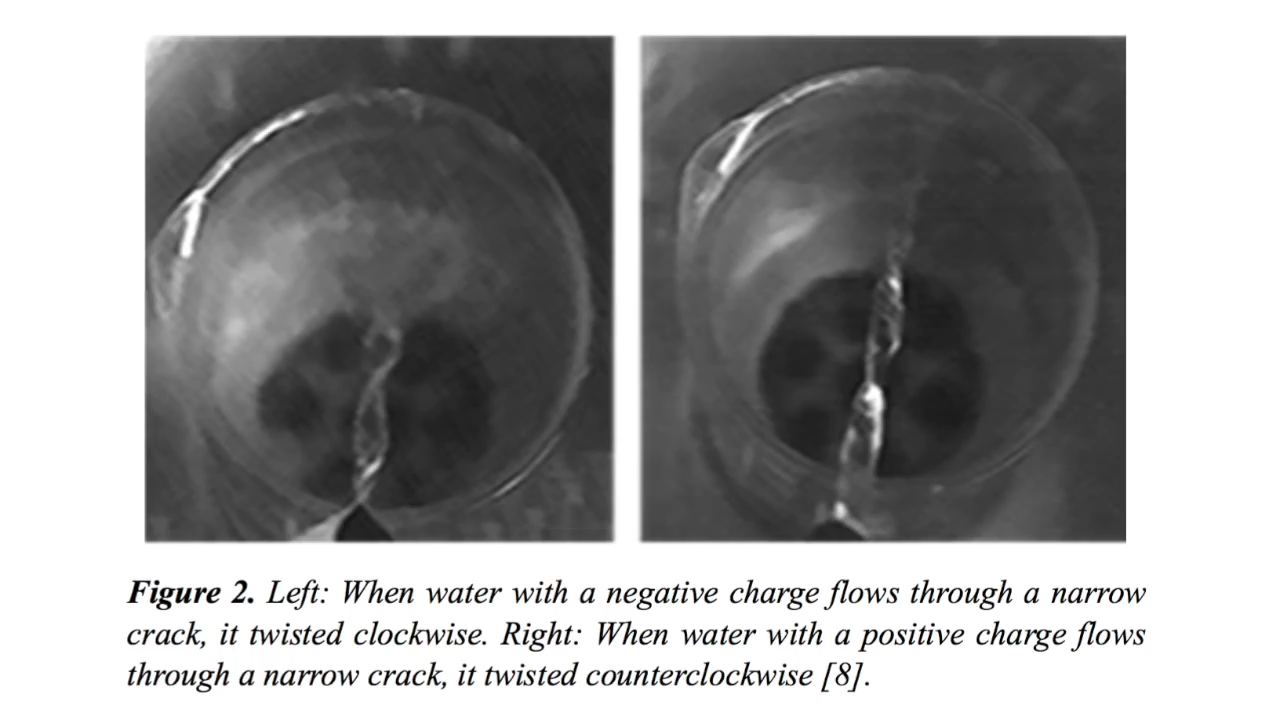 Figure 2. Left: When water with a negative charge flows through a narrow
crack, it twisted clockwise. Right: When water with a positive charge flows
through a narrow crack, it twisted counterclockwise [8].